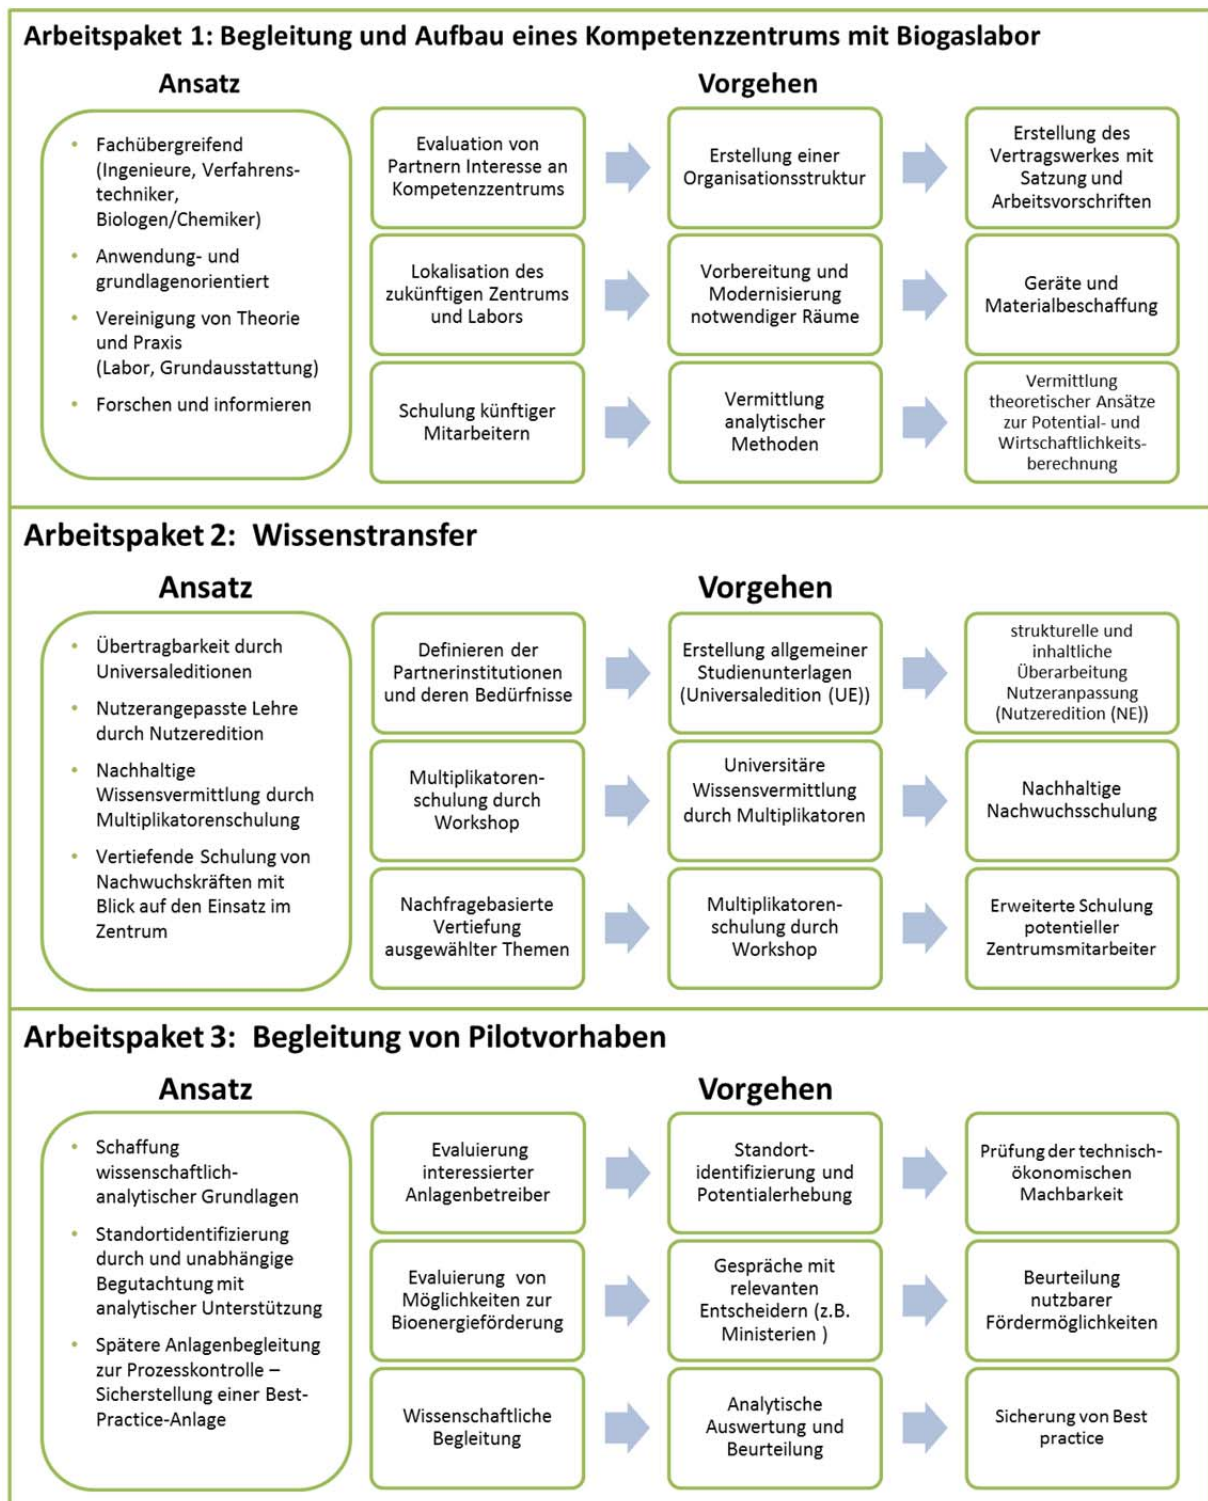 Arbeitspaket 1: Begleitung und Aufbau eines Kompetenzzentrums mit Biogaslabor
Ansatz
Vorgehen
• Fachübergreifend
(Ingenieure, Verfahrens-
techniker,
Biologen/Chemiker)
• Anwendung- und
grundlagenorientiert
• Vereinigung von Theorie
und Praxis
(Labor, Grundausstattung)
• Forschen und informieren
Evaluation von
Partnern Interesse an
Kompetenzzentrums
Erstellung einer
Organisationsstruktur
Erstellung des
Vertragswerkes mit
Satzung und
Arbeitsvorschriften
Lokalisation des
zukünftigen Zentrums
und Labors
Vorbereitung und
Modernisierung
notwendiger Räume
Geräte und
Materialbeschaffung
Schulung künftiger
Mitarbeitern
Vermittlung
analytischer
Methoden
Vermittlung
theoretischer Ansätze
zur Potential- und
Wirtschaftlichkeits-
berechnung
Arbeitspaket 2: Wissenstransfer
Ansatz
Vorgehen
• Übertragbarkeit durch
Universaleditionen
• Nutzerangepasste Lehre
durch Nutzeredition
• Nachhaltige
Wissensvermittlung durch
Multiplikatorenschulung
• Vertiefende Schulung von
Nachwuchskräften mit
Blick auf den Einsatz im
Zentrum
Definieren der
Partnerinstitutionen
und deren Bedürfnisse
Erstellung allgemeiner
Studienunterlagen
(Universaledition (UE))
strukturelle und
inhaltliche
Überarbeitung
Nutzeranpassung
(Nutzeredition (NE))
Multiplikatoren-
schulung durch
Workshop
Universitäre
Wissensvermittlung
durch Multiplikatoren
Nachhaltige
Nachwuchsschulung
Nachfragebasierte
Vertiefung
ausgewählter Themen
Multiplikatoren-
schulung durch
Workshop
Erweiterte Schulung
potentieller
Zentrumsmitarbeiter
Arbeitspaket 3: Begleitung von Pilotvorhaben
Ansatz
Vorgehen
• Schaffung
wissenschaftlich-
analytischer Grundlagen
• Standortidentifizierung
durch und unabhängige
Begutachtung mit
analytischer Unterstützung
• Spätere Anlagenbegleitung
zur Prozesskontrolle –
Sicherstellung einer Best-
Practice-Anlage
Evaluierung
interessierter
Anlagenbetreiber
Standort-
identifizierung und
Potentialerhebung
Prüfung der technisch-
ökonomischen
Machbarkeit
Evaluierung von
Möglichkeiten zur
Bioenergieförderung
Gespräche mit
relevanten
Entscheidern (z.B.
Ministerien )
Beurteilung
nutzbarer
Fördermöglichkeiten
Wissenschaftliche
Begleitung
Analytische
Auswertung und
Beurteilung
Sicherung von Best
practice